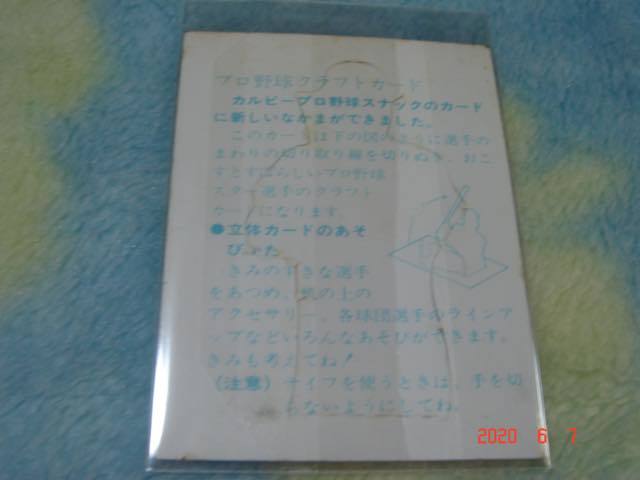 プロ野球クラフトカード
カルビープロ野球スナックのカード
に新しいなかまができました。
このカードは下の図のように選手の
まわりの切り取り線を切りぬき、おこ
すとすばらしいプロ野球
スター選手のクラフト
カードになります。
●立体カードのあそ
びかた
きみのすきな選手
をあつめ、机の上の
アクセサリー、各球団選手のラインア
ップなどいろんなあそびができます。
きみも考えてね!
(注意) ナイフを使うときは、手を切
らないようにしてね。
2020 6 7